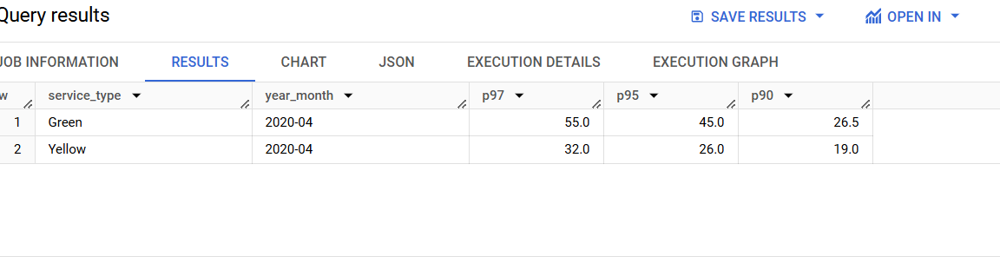 Query results
SAVE RESULTS
OPEN IN
JOB INFORMATION RESULTS CHART JSON EXECUTION DETAILS EXECUTION GRAPH
w service_type year_month p97 p95 p90
1 Green 2020-04 55.0 45.0 26.5
2 Yellow 2020-04 32.0 26.0 19.0